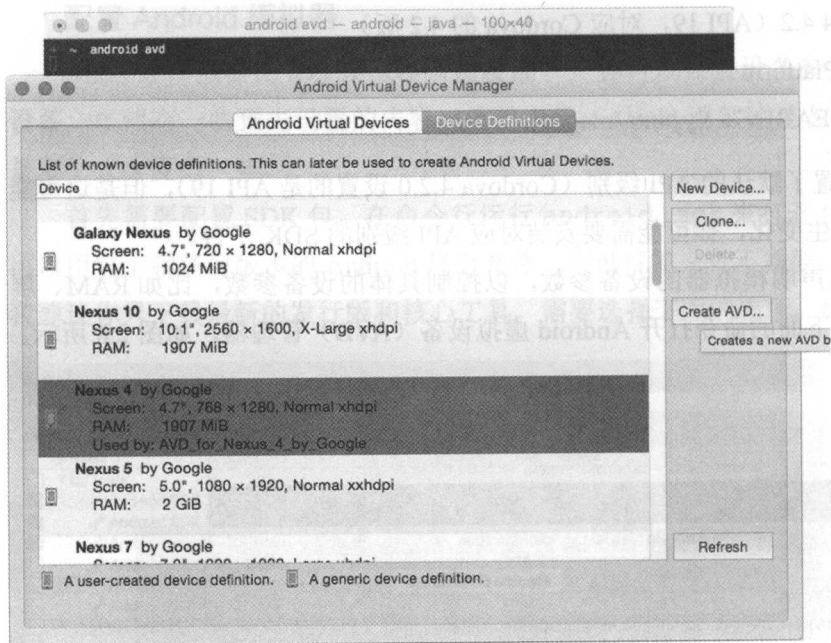 android avd — android — java — 100×40
→ ~ android avd
Android Virtual Device Manager
Android Virtual Devices
Device Definitions
List of known device definitions. This can later be used to create Android Virtual Devices.
Device
Galaxy Nexus by Google
Screen: 4.7", 720 × 1280, Normal xhdpi
RAM: 1024 MiB
Nexus 10 by Google
Screen: 10.1", 2560 × 1600, X-Large xhdpi
RAM: 1907 MiB
Nexus 4 by Google
Screen: 4.7", 768 × 1280, Normal xhdpi
RAM: 1907 MiB
Used by: AVD_for_Nexus_4_by_Google
Nexus 5 by Google
Screen: 5.0", 1080 × 1920, Normal xxhdpi
RAM: 2 GiB
Nexus 7 by Google
New Device...
Clone...
Delete...
Create AVD...
Creates a new AVD b
Refresh
A user-created device definition.
A generic device definition.